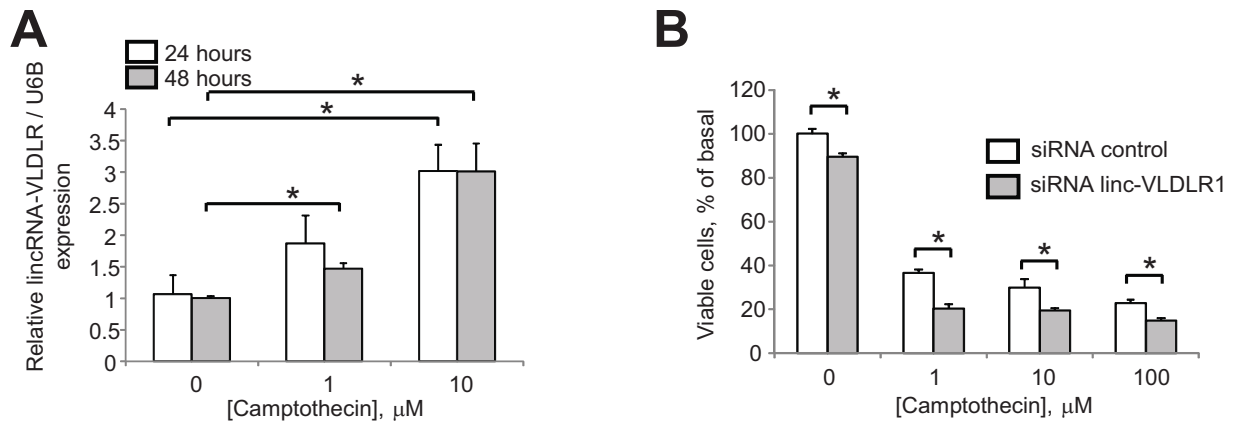 A
24 hours
48 hours
*
*
*
Relative lincRNA-VLDLR / U6B
expression
4
3.5
3
2.5
2
1.5
1
0.5
0
0 1 10
[Camptothecin], μM
B
Viable cells, % of basal
120
100
80
60
40
20
0
*
*
*
*
siRNA control
siRNA linc-VLDLR1
0 1 10 100
[Camptothecin], μM